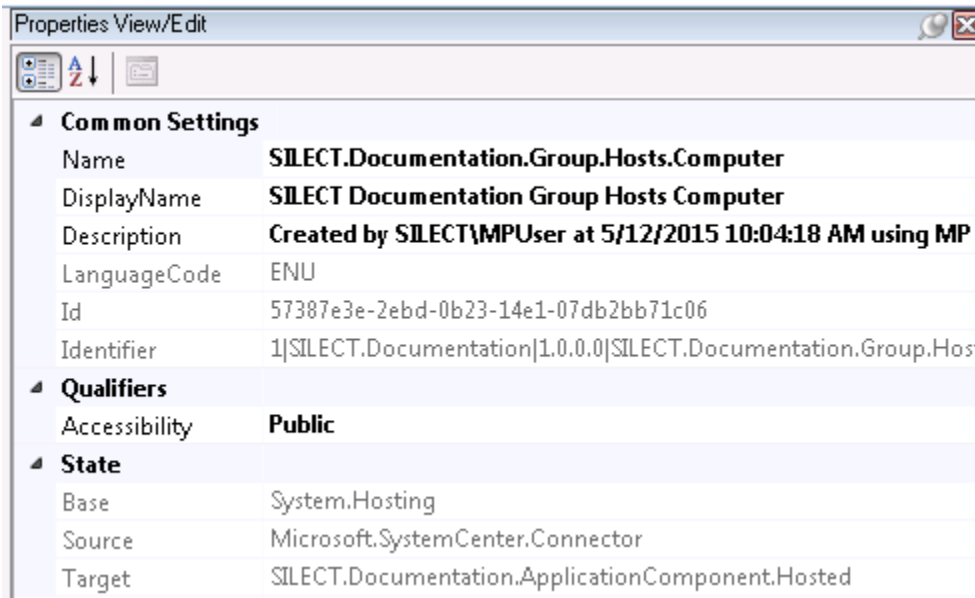 Properties View/Edit
A
Z
Common Settings
Name SILECT.Documentation.Group.Hosts.Computer
DisplayName SILECT Documentation Group Hosts Computer
Description Created by SILECT\MPUser at 5/12/2015 10:04:18 AM using MP
LanguageCode ENU
Id 57387e3e-2ebd-0b23-14e1-07db2bb71c06
Identifier 1|SILECT.Documentation|1.0.0.0|SILECT.Documentation.Group.Hos
Qualifiers
Accessibility Public
State
Base System.Hosting
Source Microsoft.SystemCenter.Connector
Target SILECT.Documentation.ApplicationComponent.Hosted